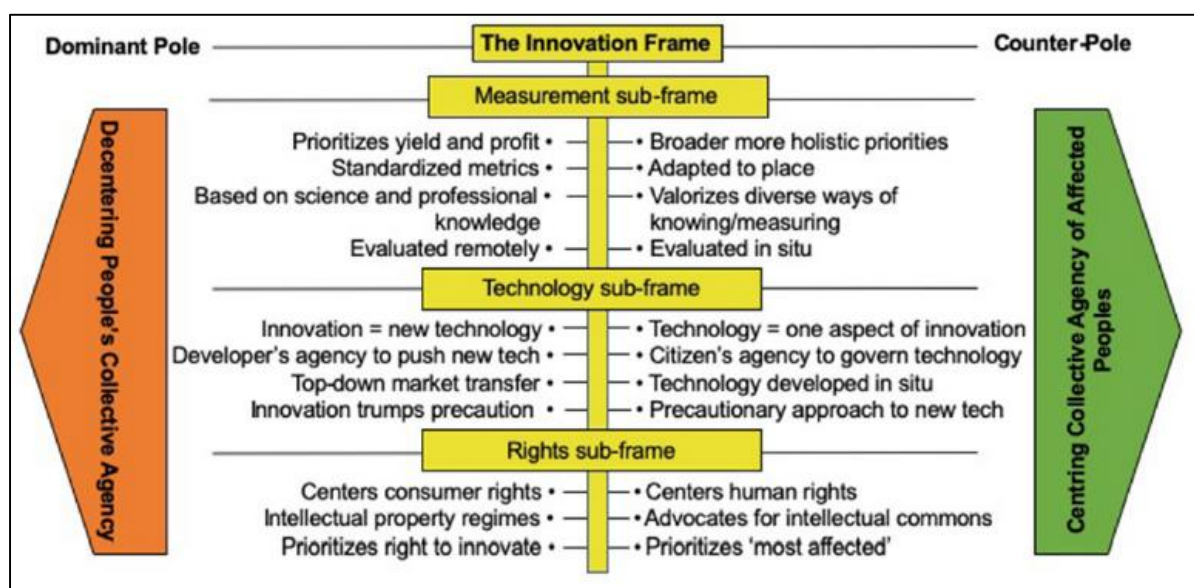 Dominant Pole
The Innovation Frame
Counter-Pole
Decentering People's Collective Agency
Measurement sub-frame
Prioritizes yield and profit •
• Broader more holistic priorities
Standardized metrics •
• Adapted to place
Based on science and professional •
knowledge
• Valorizes diverse ways of
knowing/measuring
Evaluated remotely •
• Evaluated in situ
Technology sub-frame
Innovation = new technology •
• Technology = one aspect of innovation
Developer's agency to push new tech •
• Citizen's agency to govern technology
Top-down market transfer •
• Technology developed in situ
Innovation trumps precaution •
• Precautionary approach to new tech
Rights sub-frame
Centers consumer rights •
• Centers human rights
Intellectual property regimes •
• Advocates for intellectual commons
Prioritizes right to innovate •
• Prioritizes ‘most affected’
Centring Collective Agency of Affected
Peoples